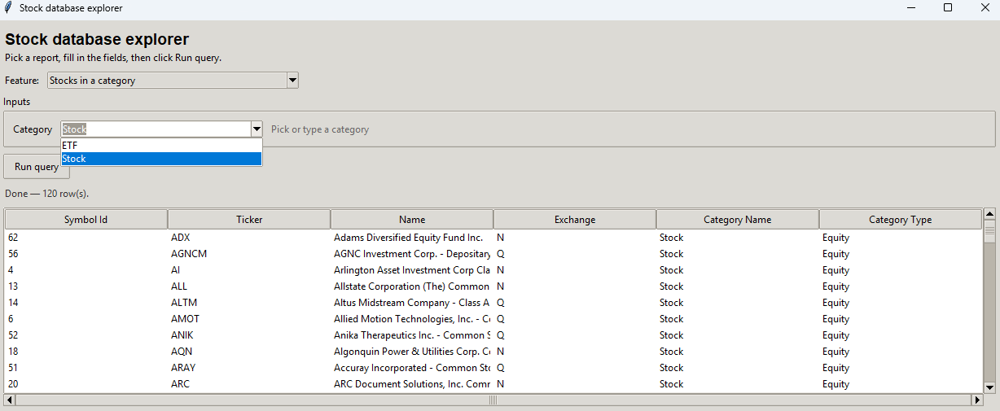 Stock database explorer
Stock database explorer
Pick a report, fill in the fields, then click Run query.
Feature: Stocks in a category
Inputs
Category Stock Pick or type a category
ETF
Stock
Run query
Done — 120 row(s).
Symbol Id Ticker Name Exchange Category Name Category Type
62 ADX Adams Diversified Equity Fund Inc. N Stock Equity
56 AGNCM AGNC Investment Corp. - Depositary Q Stock Equity
4 AI Arlington Asset Investment Corp Cla N Stock Equity
13 ALL Allstate Corporation (The) Common N Stock Equity
14 ALTM Altus Midstream Company - Class A Q Stock Equity
6 AMOT Allied Motion Technologies, Inc. - Co Q Stock Equity
52 ANIK Anika Therapeutics Inc. - Common S Q Stock Equity
18 AQN Algonquin Power & Utilities Corp. Co N Stock Equity
51 ARAY Accuray Incorporated - Common Sto Q Stock Equity
20 ARC ARC Document Solutions, Inc. Comm N Stock Equity